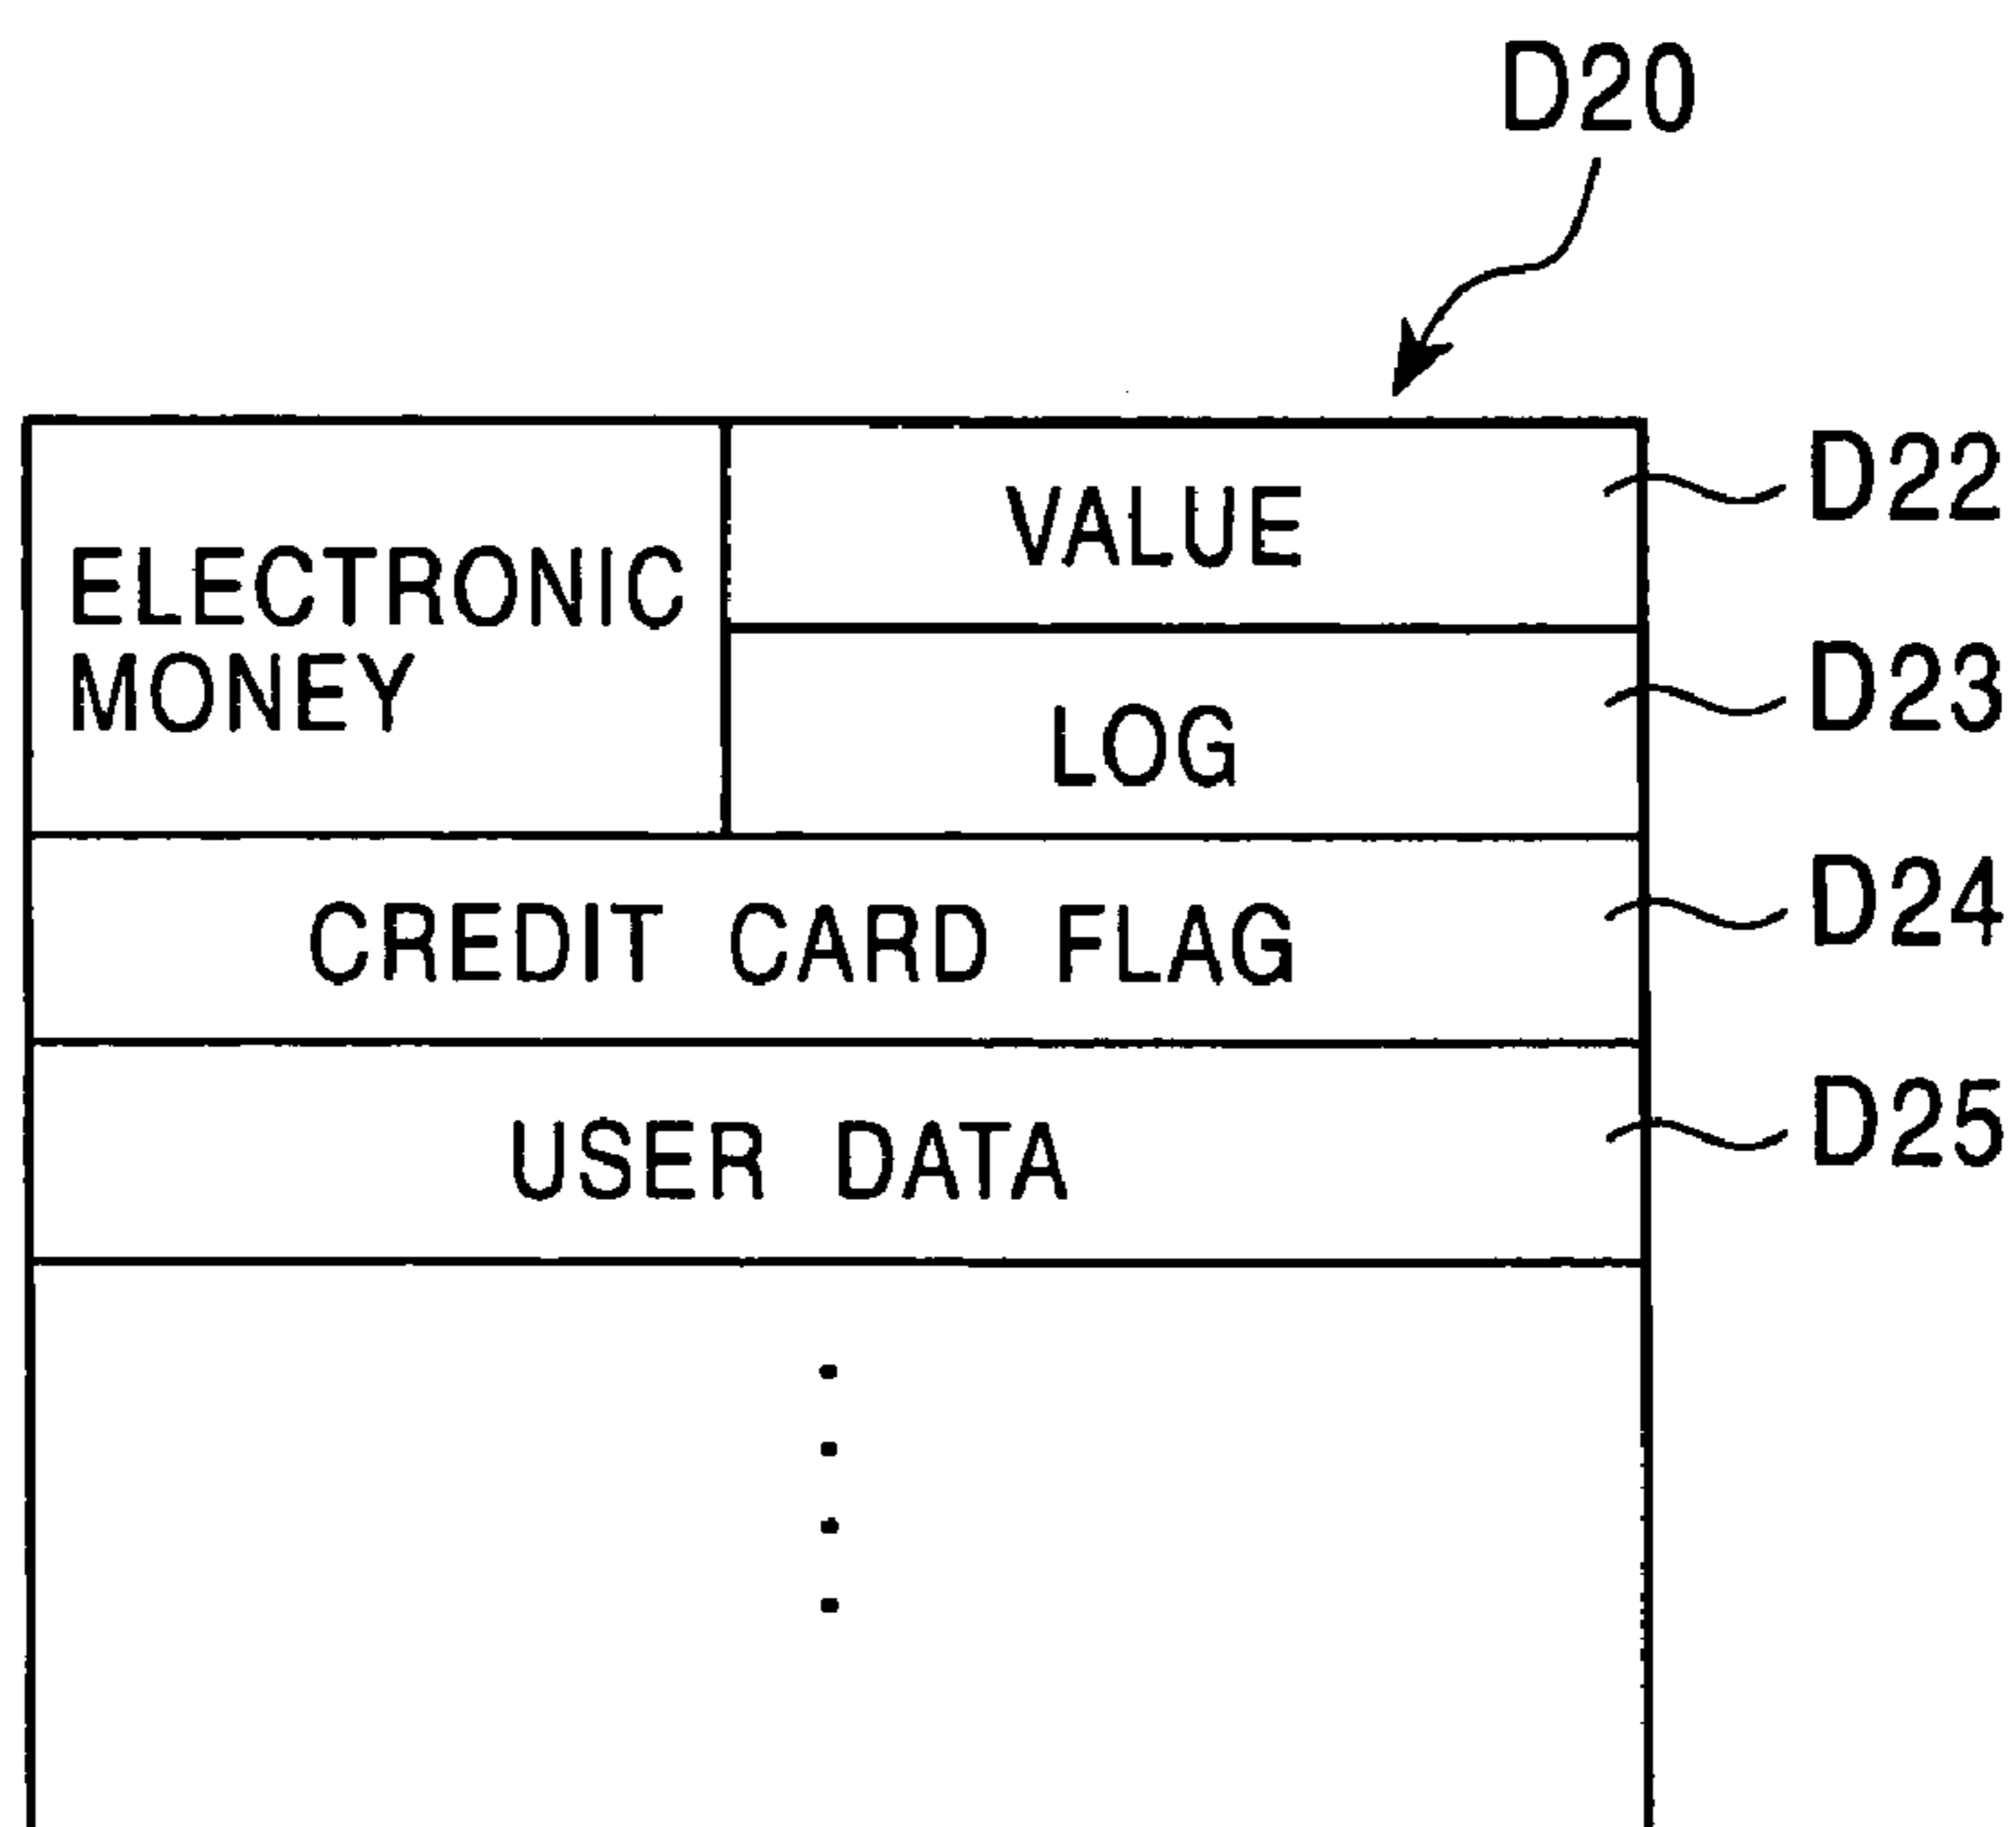 D20
VALUE
D22
ELECTRONIC
MONEY
LOG
D23
CREDIT CARD FLAG
D24
USER DATA
D25